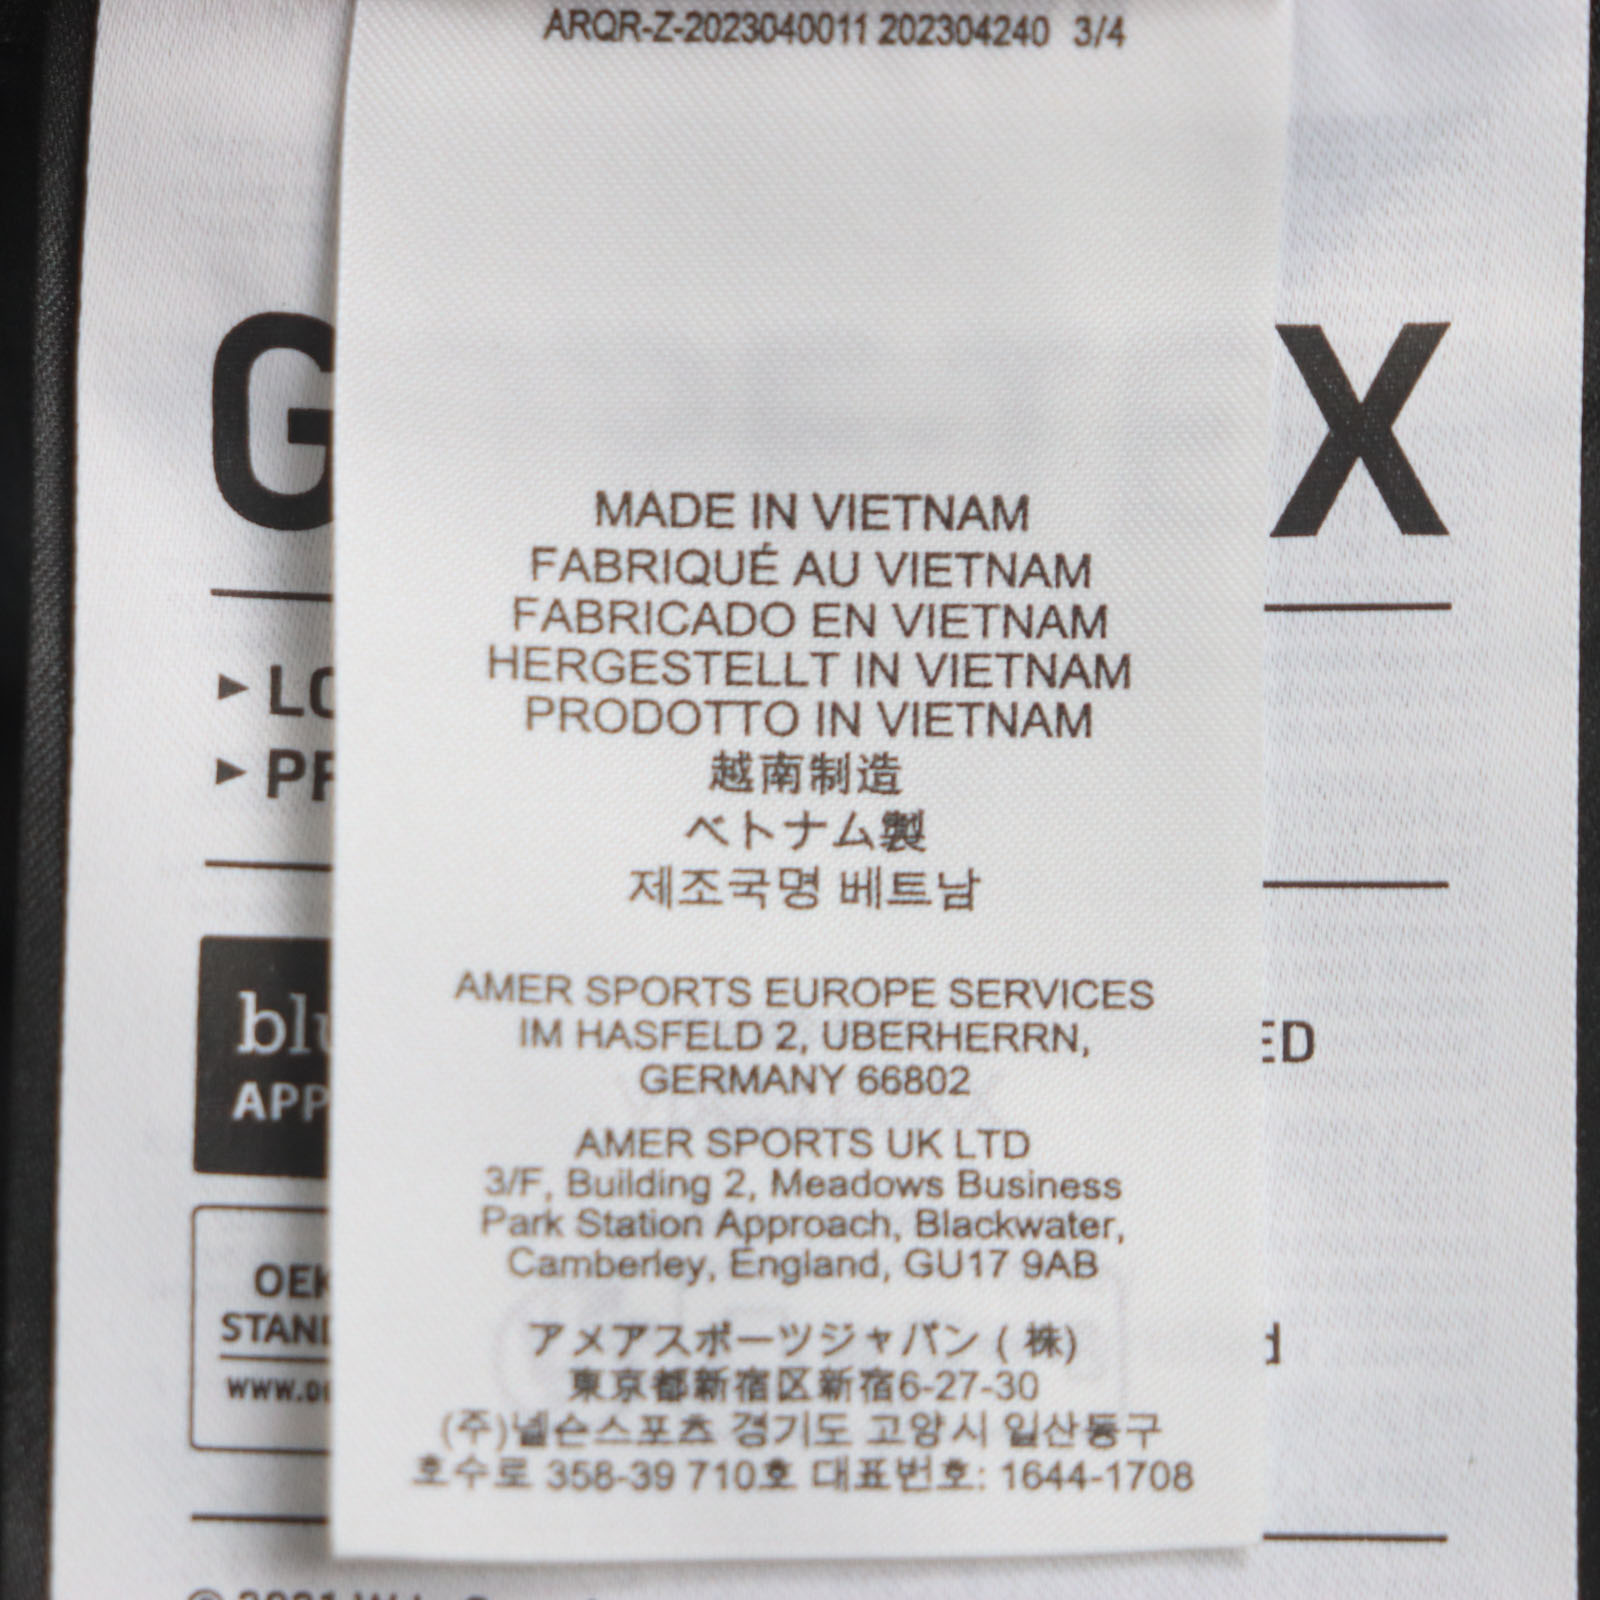 ARQR-Z-2023040011 202304240 3/4
G X
MADE IN VIETNAM
FABRIQUÉ AU VIETNAM
FABRICADO EN VIETNAM
HERGESTELLT IN VIETNAM
PRODOTTO IN VIETNAM
越南制造
ベトナム製
제조국명 베트남
AMER SPORTS EUROPE SERVICES
IM HASFELD 2, UBERHERRN,
GERMANY 66802
AMER SPORTS UK LTD
3/F, Building 2, Meadows Business
Park Station Approach, Blackwater,
Camberley, England, GU17 9AB
アメアスポーツジャパン ( 株)
東京都新宿区新宿6-27-30
(주)넬슨스포츠 경기도 고양시 일산동구
호수로 358-39 710호 대표번호: 1644-1708
► LO
► PR
blu
APP
ED
OEK
STAND
www.oe
d